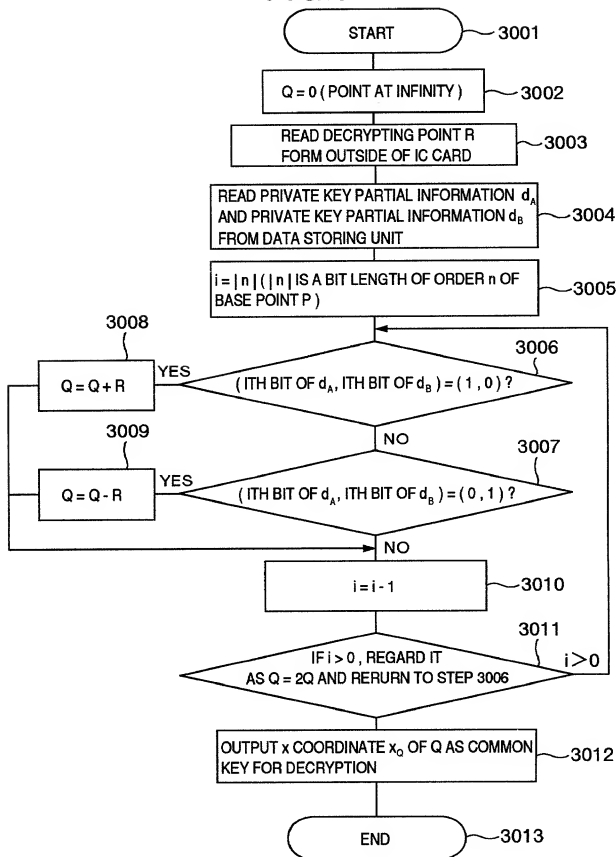 START
3001
Q = 0 ( POINT AT INFINITY )
3002
READ DECRYPTING POINT R
FORM OUTSIDE OF IC CARD
3003
READ PRIVATE KEY PARTIAL INFORMATION dA
AND PRIVATE KEY PARTIAL INFORMATION dB
FROM DATA STORING UNIT
3004
i = | n | ( | n | IS A BIT LENGTH OF ORDER n OF
BASE POINT P )
3005
3008
Q = Q + R
YES
( ITH BIT OF dA, ITH BIT OF dB ) = ( 1 , 0 ) ?
3006
NO
3009
Q = Q - R
YES
( ITH BIT OF dA, ITH BIT OF dB ) = ( 0 , 1 ) ?
3007
NO
i = i - 1
3010
IF i > 0 , REGARD IT
AS Q = 2Q AND RERURN TO STEP 3006
3011
i > 0
OUTPUT x COORDINATE xQ OF Q AS COMMON
KEY FOR DECRYPTION
3012
END
3013